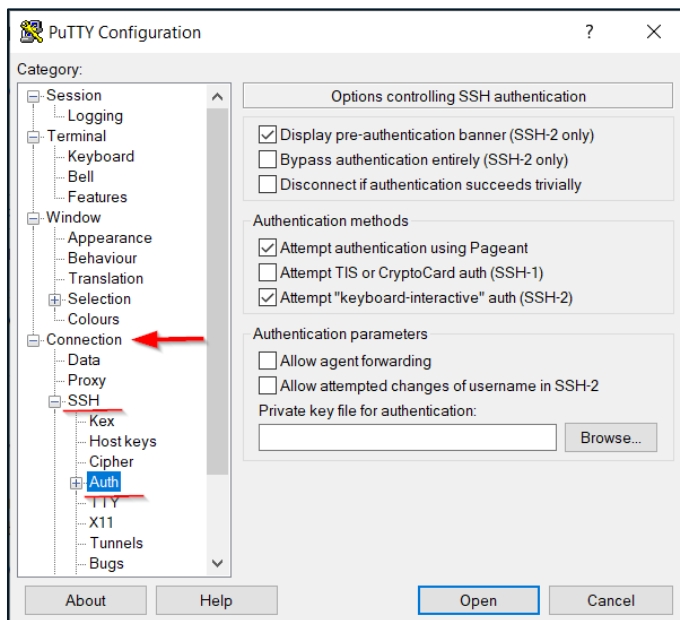 PuTTY Configuration
?
Category:
Session
Logging
Terminal
Keyboard
Bell
Features
Window
Appearance
Behaviour
Translation
Selection
Colours
Connection
Data
Proxy
SSH
Kex
Host keys
Cipher
Auth
TTY
X11
Tunnels
Bugs
Options controlling SSH authentication
Display pre-authentication banner (SSH-2 only)
Bypass authentication entirely (SSH-2 only)
Disconnect if authentication succeeds trivially
Authentication methods
Attempt authentication using Pageant
Attempt TIS or CryptoCard auth (SSH-1)
Attempt "keyboard-interactive" auth (SSH-2)
Authentication parameters
Allow agent forwarding
Allow attempted changes of username in SSH-2
Private key file for authentication:
Browse...
About
Help
Open
Cancel